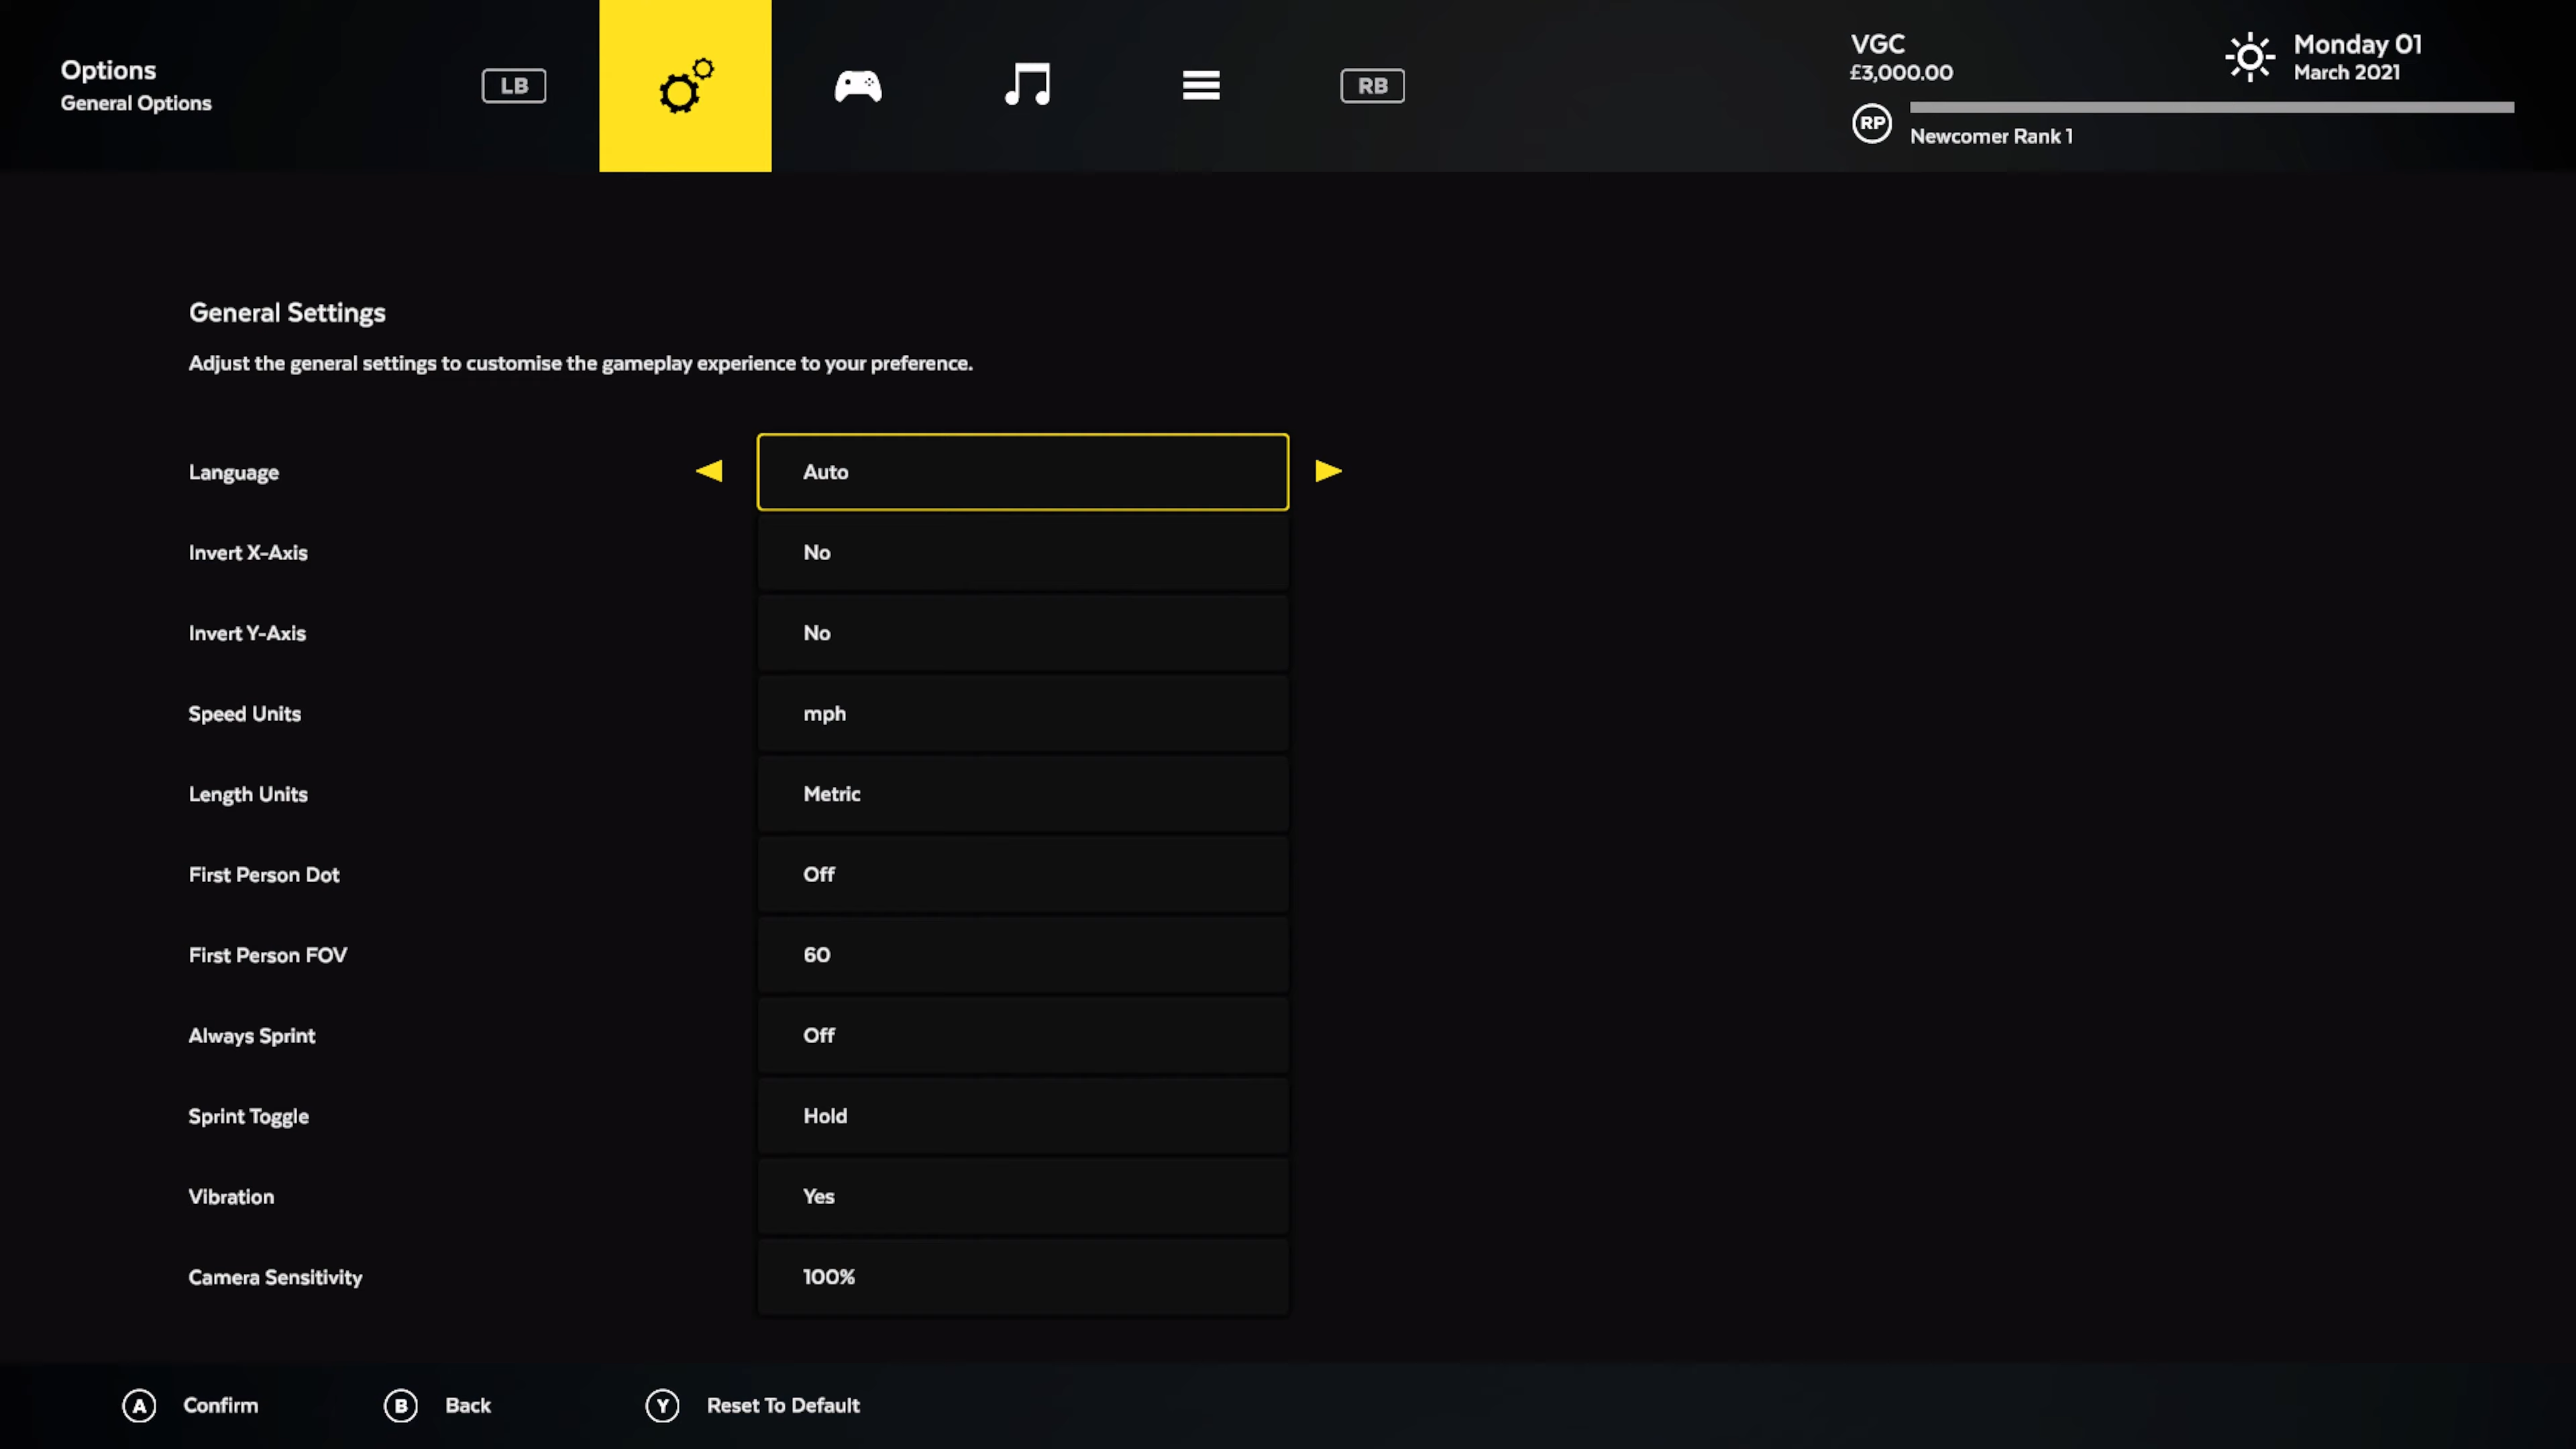 Options
General Options
LB
RB
VGC
£3,000.00
RP
Newcomer Rank 1
Monday 01
March 2021
General Settings
Adjust the general settings to customise the gameplay experience to your preference.
Language Auto
Invert X-Axis No
Invert Y-Axis No
Speed Units mph
Length Units Metric
First Person Dot Off
First Person FOV 60
Always Sprint Off
Sprint Toggle Hold
Vibration Yes
Camera Sensitivity 100%
A Confirm B Back Y Reset To Default